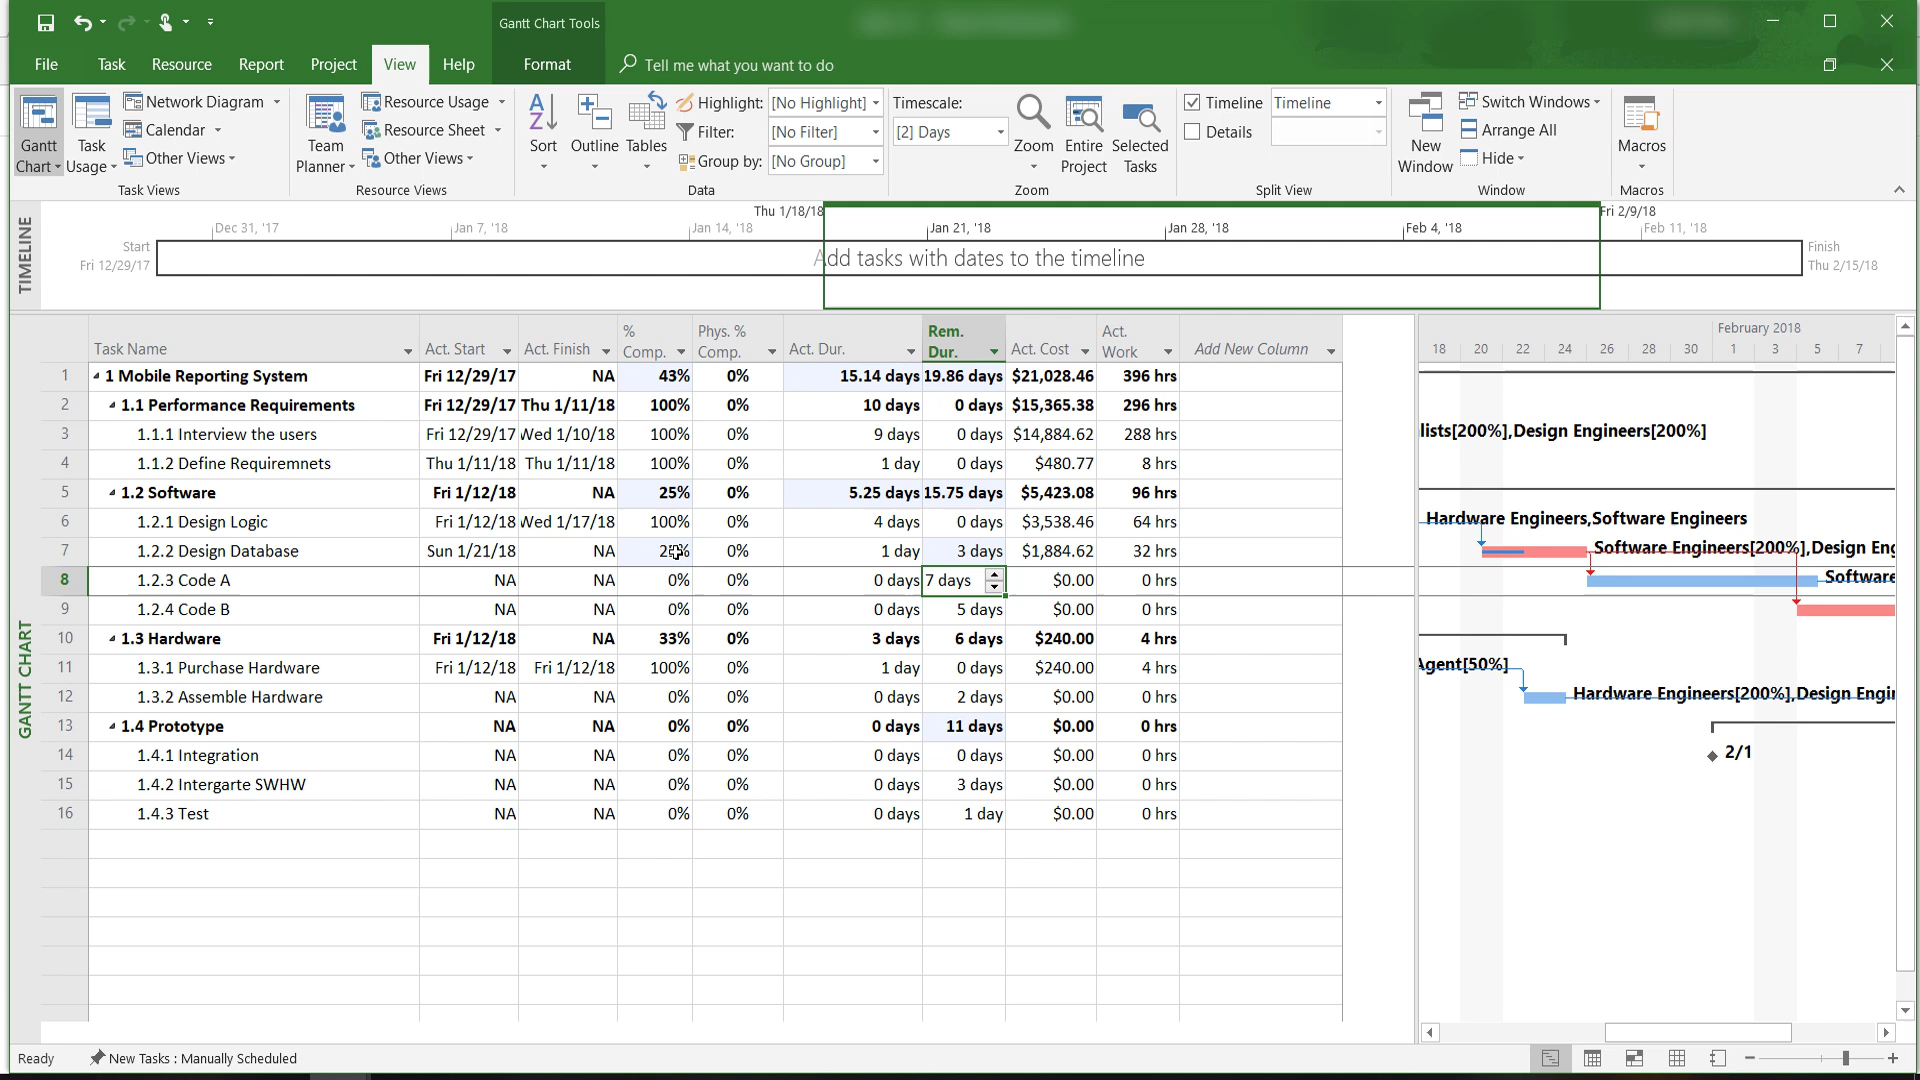 Gantt Chart Tools
File Task Resource Report Project View Help Format Tell me what you want to do
Gantt Chart
Task Usage
Network Diagram
Calendar
Other Views
Task Views
Team Planner
Resource Usage
Resource Sheet
Other Views
Resource Views
Sort
Outline
Tables
Highlight: [No Highlight]
Filter: [No Filter]
Group by: [No Group]
Data
Timescale:
[2] Days
Zoom
Entire Project
Selected Tasks
Zoom
Timeline Timeline
Details
Split View
New Window
Switch Windows
Arrange All
Hide
Window
Macros
Macros
TIMELINE
Thu 1/18/18 Fri 2/9/18
Dec 31, '17 Jan 7, '18 Jan 14, '18 Jan 21, '18 Jan 28, '18 Feb 4, '18 Feb 11, '18
Start
Fri 12/29/17
Add tasks with dates to the timeline
Finish
Thu 2/15/18
GANTT CHART
Task Name Act. Start Act. Finish % Comp. Phys. % Comp. Act. Dur. Rem. Dur. Act. Cost Act. Work Add New Column
1 1 Mobile Reporting System Fri 12/29/17 NA 43% 0% 15.14 days 19.86 days $21,028.46 396 hrs
2 1.1 Performance Requirements Fri 12/29/17 Thu 1/11/18 100% 0% 10 days 0 days $15,365.38 296 hrs
3 1.1.1 Interview the users Fri 12/29/17 Wed 1/10/18 100% 0% 9 days 0 days $14,884.62 288 hrs
4 1.1.2 Define Requiremnets Thu 1/11/18 Thu 1/11/18 100% 0% 1 day 0 days $480.77 8 hrs
5 1.2 Software Fri 1/12/18 NA 25% 0% 5.25 days 15.75 days $5,423.08 96 hrs
6 1.2.1 Design Logic Fri 1/12/18 Wed 1/17/18 100% 0% 4 days 0 days $3,538.46 64 hrs
7 1.2.2 Design Database Sun 1/21/18 NA 0% 1 day 3 days $1,884.62 32 hrs
8 1.2.3 Code A NA NA 0% 0% 0 days 7 days $0.00 0 hrs
9 1.2.4 Code B NA NA 0% 0% 0 days 5 days $0.00 0 hrs
10 1.3 Hardware Fri 1/12/18 NA 33% 0% 3 days 6 days $240.00 4 hrs
11 1.3.1 Purchase Hardware Fri 1/12/18 Fri 1/12/18 100% 0% 1 day 0 days $240.00 4 hrs
12 1.3.2 Assemble Hardware NA NA 0% 0% 0 days 2 days $0.00 0 hrs
13 1.4 Prototype NA NA 0% 0% 0 days 11 days $0.00 0 hrs
14 1.4.1 Integration NA NA 0% 0% 0 days 0 days $0.00 0 hrs
15 1.4.2 Intergarte SWHW NA NA 0% 0% 0 days 3 days $0.00 0 hrs
16 1.4.3 Test NA NA 0% 0% 0 days 1 day $0.00 0 hrs
February 2018
18 20 22 24 26 28 30 1 3 5 7
lists[200%],Design Engineers[200%]
Hardware Engineers,Software Engineers
Software Engineers[200%],Design Eng
Software
Agent[50%]
Hardware Engineers[200%],Design Engi
2/1
Ready New Tasks : Manually Scheduled